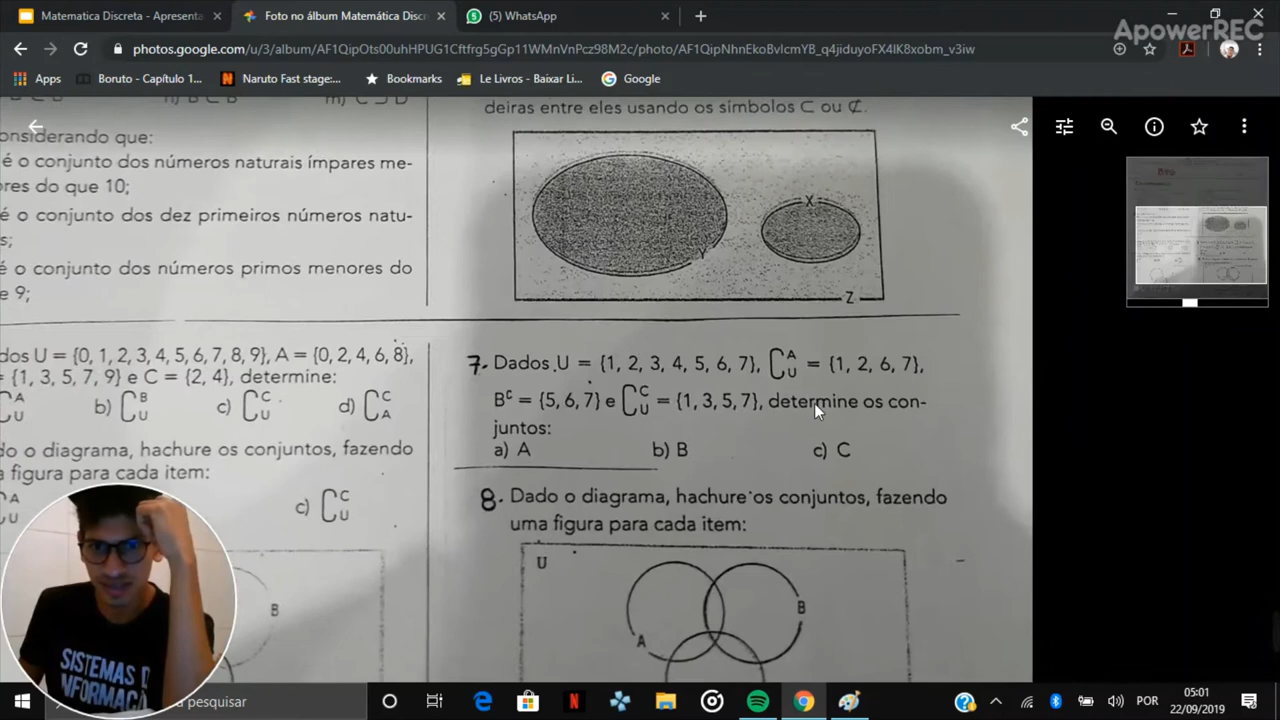 Matematica Discreta - Apresenta
Foto no álbum Matemática Discr
(5) WhatsApp
ApowerREC
photos.google.com/u/3/album/AF1QipOts00uhHPUG1Cftfrg5gGp11WMnVnPcz98M2c/photo/AF1QipNhnEkoBvlcmYB_q4jiduyoFX4lK8xobm_v3iw
Apps
Boruto - Capítulo 1...
Naruto Fast stage:...
Bookmarks
Le Livros - Baixar Li...
Google
onsiderando que:
é o conjunto dos números naturais ímpares me-
ores do que 10;
é o conjunto dos dez primeiros números natu-
s;
é o conjunto dos números primos menores do
e 9;
dos U = {0, 1, 2, 3, 4, 5, 6, 7, 8, 9}, A = {0, 2, 4, 6, 8},
= {1, 3, 5, 7, 9} e C = {2, 4}, determine:
A U b) ∁ B U c) ∁ C U d) ∁ C A
o o diagrama, hachure os conjuntos, fazendo
a figura para cada item:
A U c) ∁ C U
B
deiras entre eles usando os símbolos ⊂ ou ⊄.
X
Y
Z
7. Dados U = {1, 2, 3, 4, 5, 6, 7}, ∁ A U = {1, 2, 6, 7},
Bᶜ = {5, 6, 7} e ∁ C U = {1, 3, 5, 7}, determine os con-
juntos:
a) A b) B c) C
8. Dado o diagrama, hachure os conjuntos, fazendo
uma figura para cada item:
U
B
A
SISTEMAS D
NFORMAÇÃ
pesquisar
POR
05:01
22/09/2019